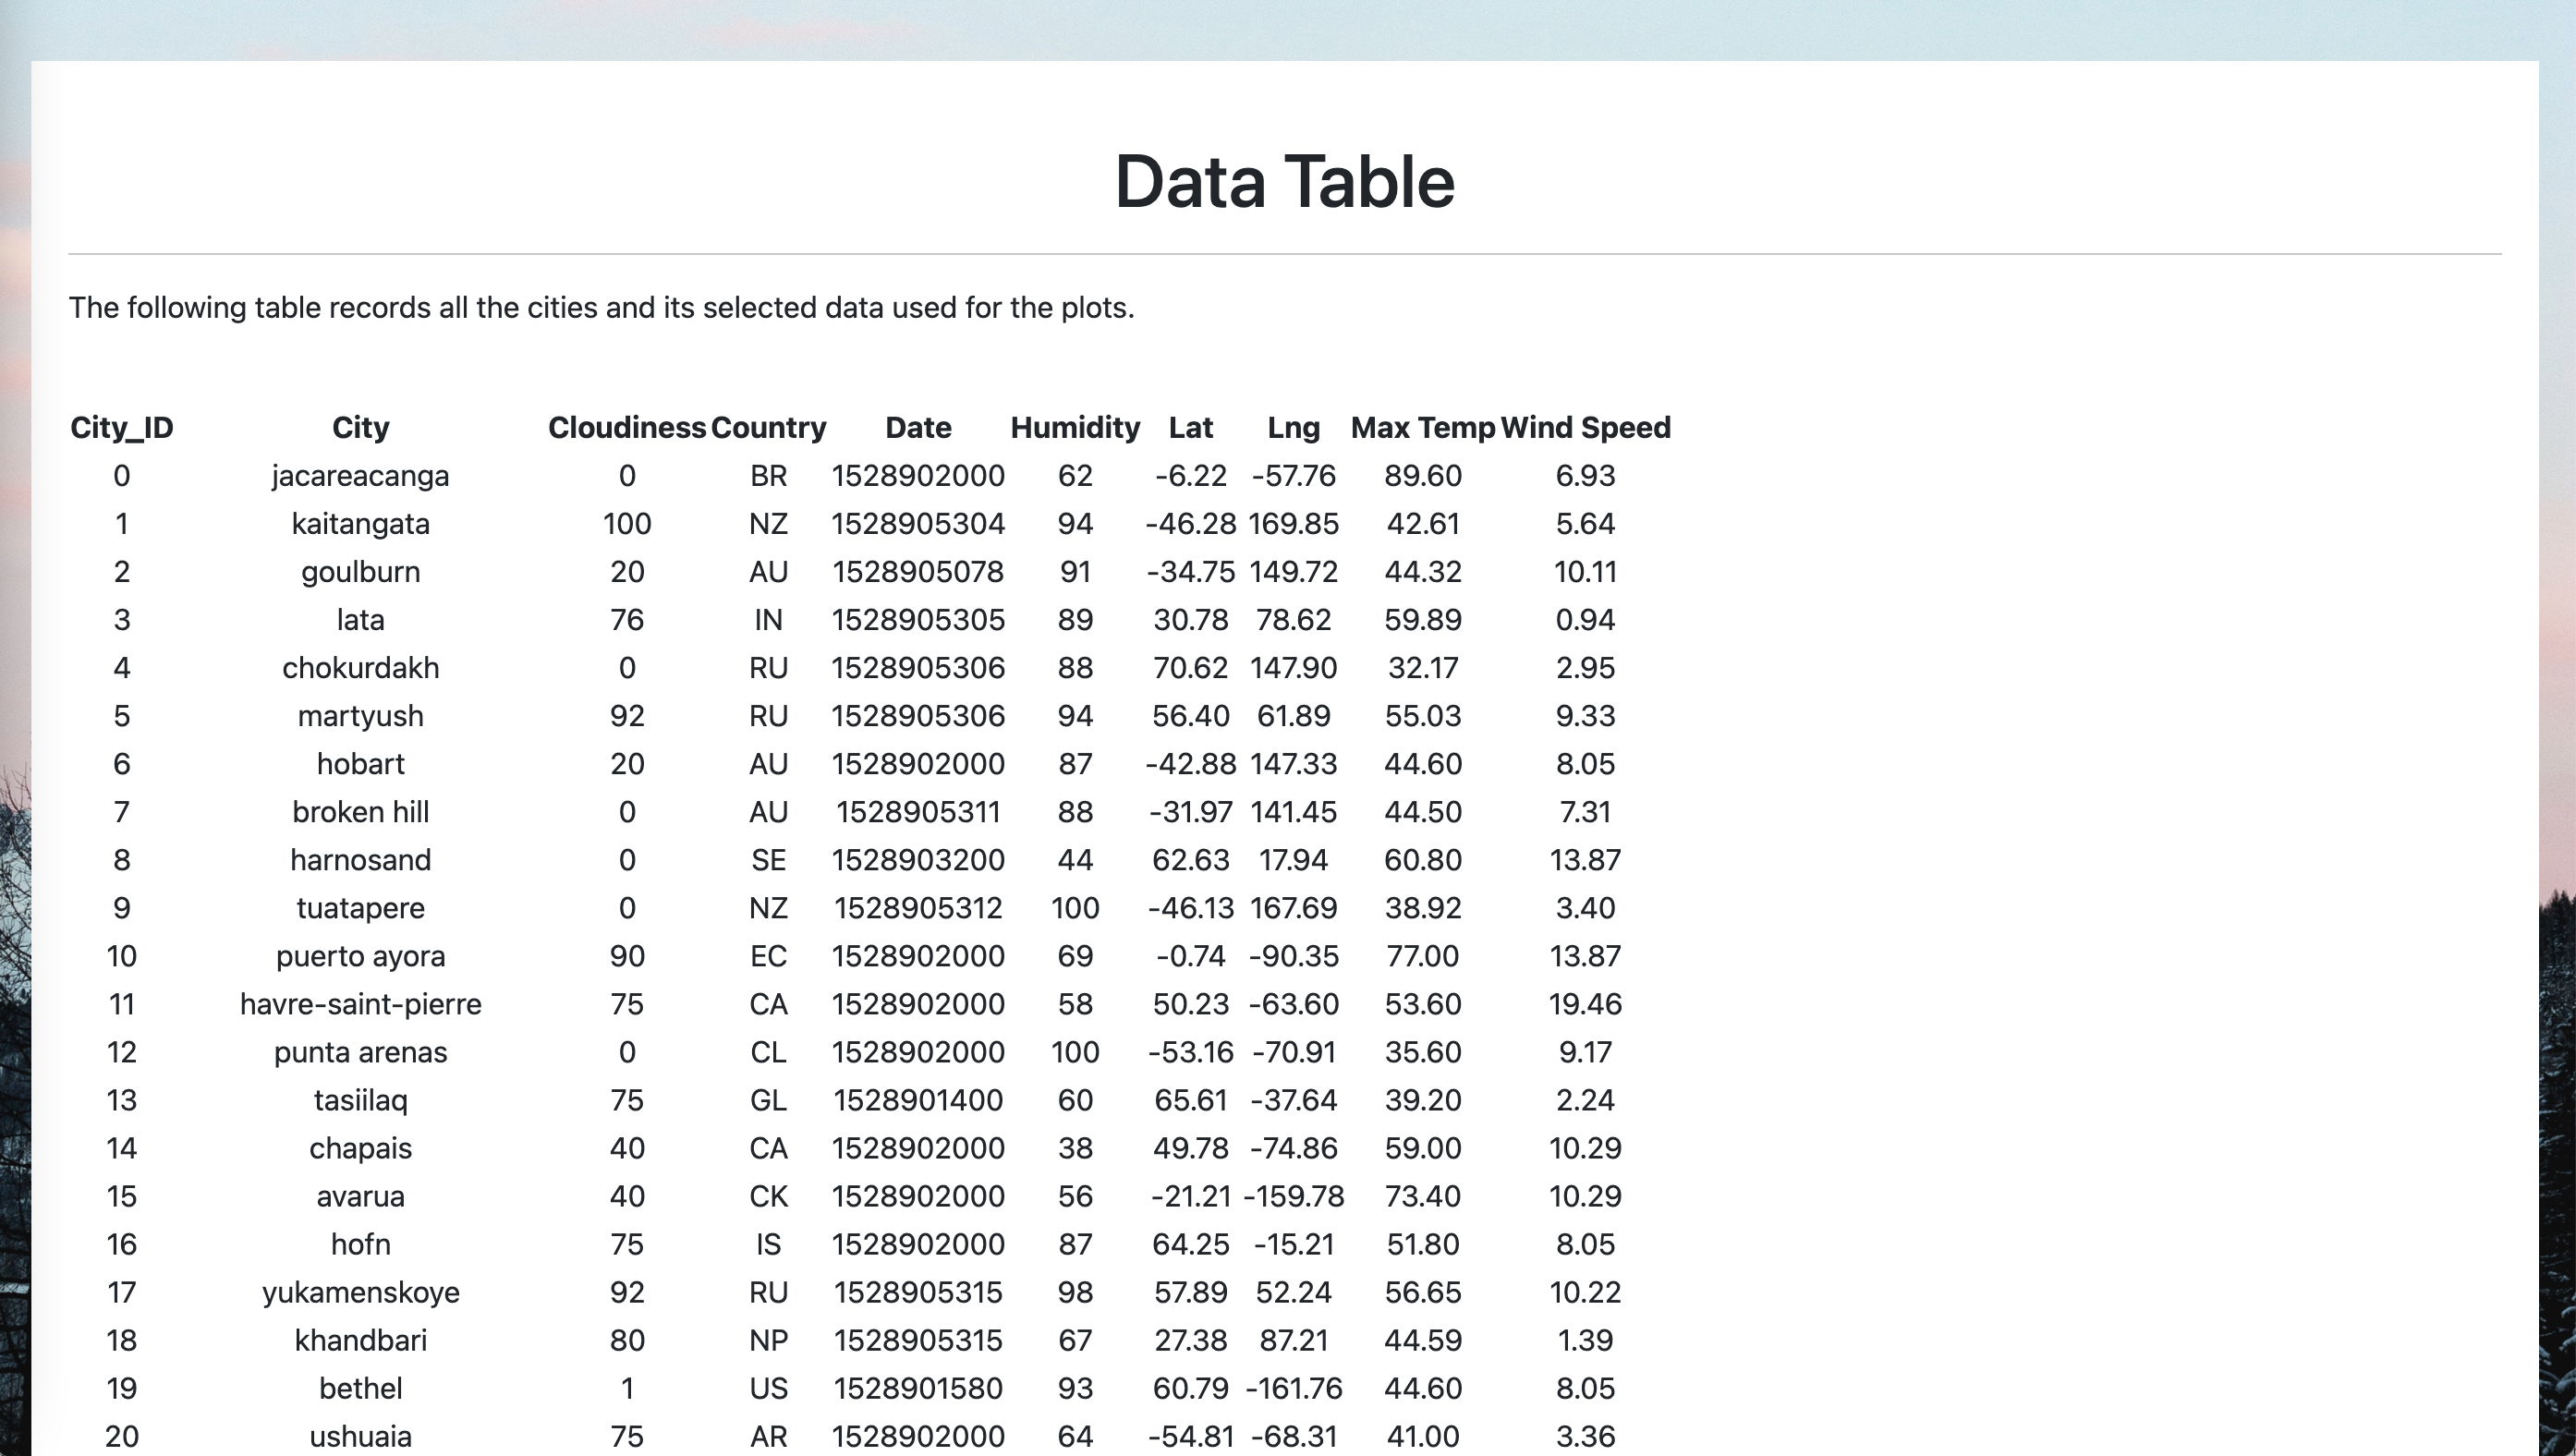 Data Table
The following table records all the cities and its selected data used for the plots.
City_ID City Cloudiness Country Date Humidity Lat Lng Max Temp Wind Speed
0 jacareacanga 0 BR 1528902000 62 -6.22 -57.76 89.60 6.93
1 kaitangata 100 NZ 1528905304 94 -46.28 169.85 42.61 5.64
2 goulburn 20 AU 1528905078 91 -34.75 149.72 44.32 10.11
3 lata 76 IN 1528905305 89 30.78 78.62 59.89 0.94
4 chokurdakh 0 RU 1528905306 88 70.62 147.90 32.17 2.95
5 martyush 92 RU 1528905306 94 56.40 61.89 55.03 9.33
6 hobart 20 AU 1528902000 87 -42.88 147.33 44.60 8.05
7 broken hill 0 AU 1528905311 88 -31.97 141.45 44.50 7.31
8 harnosand 0 SE 1528903200 44 62.63 17.94 60.80 13.87
9 tuatapere 0 NZ 1528905312 100 -46.13 167.69 38.92 3.40
10 puerto ayora 90 EC 1528902000 69 -0.74 -90.35 77.00 13.87
11 havre-saint-pierre 75 CA 1528902000 58 50.23 -63.60 53.60 19.46
12 punta arenas 0 CL 1528902000 100 -53.16 -70.91 35.60 9.17
13 tasiilaq 75 GL 1528901400 60 65.61 -37.64 39.20 2.24
14 chapais 40 CA 1528902000 38 49.78 -74.86 59.00 10.29
15 avarua 40 CK 1528902000 56 -21.21 -159.78 73.40 10.29
16 hofn 75 IS 1528902000 87 64.25 -15.21 51.80 8.05
17 yukamenskoye 92 RU 1528905315 98 57.89 52.24 56.65 10.22
18 khandbari 80 NP 1528905315 67 27.38 87.21 44.59 1.39
19 bethel 1 US 1528901580 93 60.79 -161.76 44.60 8.05
20 ushuaia 75 AR 1528902000 64 -54.81 -68.31 41.00 3.36